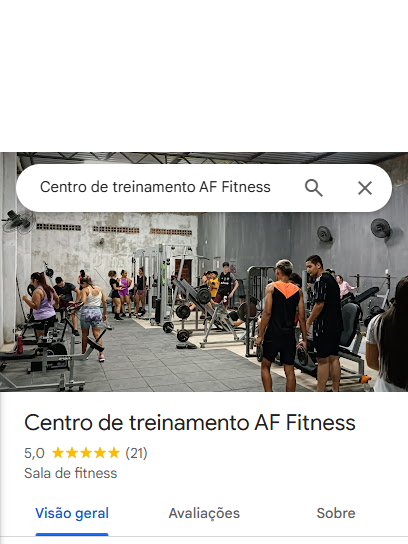 Centro de treinamento AF Fitness
Centro de treinamento AF Fitness
5,0 (21)
Sala de fitness
Visão geral Avaliações Sobre